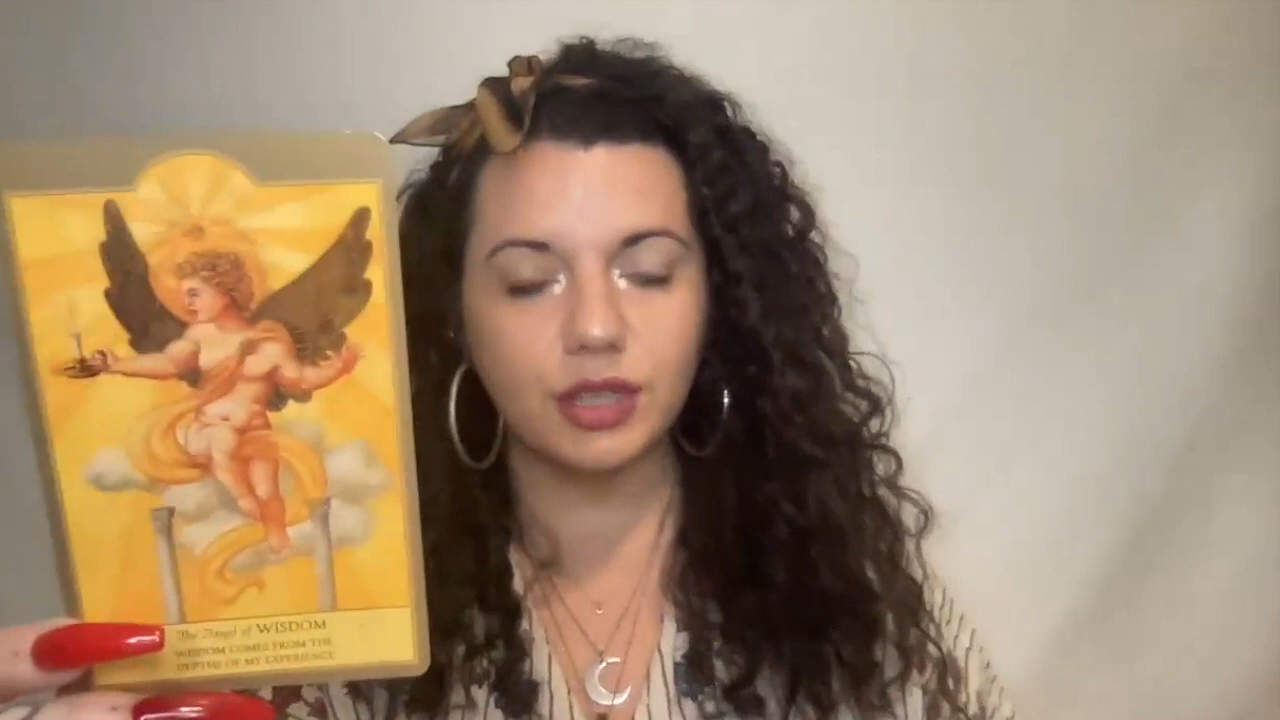 The Angel of WISDOM
WISDOM COMES FROM THE
DEPTHS OF MY EXPERIENCE